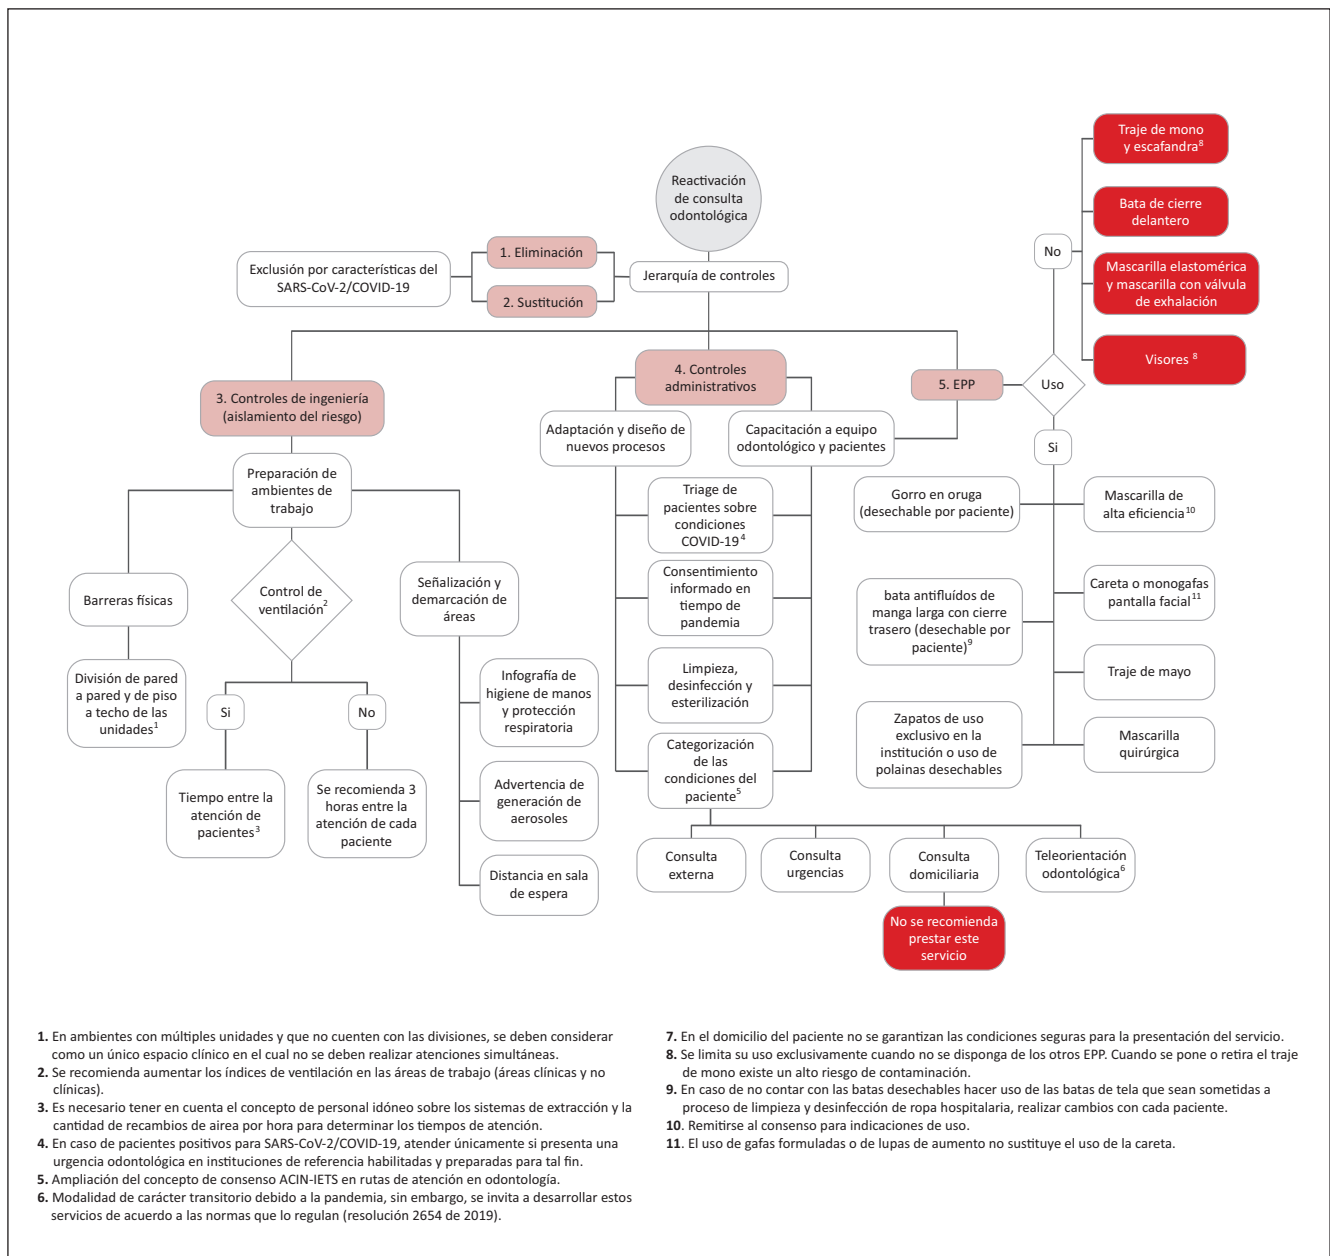 Reactivación
de consulta
odontológica
Jerarquía de controles
1. Eliminación
2. Sustitución
Exclusión por características del
SARS-CoV-2/COVID-19
3. Controles de ingeniería
(aislamiento del riesgo)
Preparación de
ambientes de
trabajo
Barreras físicas
División de pared
a pared y de piso
a techo de las
unidades1
Control de
ventilación2
Si
Tiempo entre la
atención de
pacientes3
No
Se recomienda 3
horas entre la
atención de cada
paciente
Señalización y
demarcación de
áreas
Infografía de
higiene de manos
y protección
respiratoria
Advertencia de
generación de
aerosoles
Distancia en sala
de espera
4. Controles
administrativos
Adaptación y diseño de
nuevos procesos
Capacitación a equipo
odontológico y pacientes
Triage de
pacientes sobre
condiciones
COVID-194
Consentimiento
informado en
tiempo de
pandemia
Limpieza,
desinfección y
esterilización
Categorización
de las
condiciones del
paciente5
Consulta
externa
Consulta
urgencias
Consulta
domiciliaria
No se recomienda
prestar este
servicio
Teleorientación
odontológica6
5. EPP
Uso
No
Traje de mono
y escafandra8
Bata de cierre
delantero
Mascarilla elastomérica
y mascarilla con válvula
de exhalación
Visores 8
Si
Gorro en oruga
(desechable por paciente)
Mascarilla de
alta eficiencia10
bata antifluídos de
manga larga con cierre
trasero (desechable por
paciente)9
Careta o monogafas
pantalla facial11
Traje de mayo
Zapatos de uso
exclusivo en la
institución o uso de
polainas desechables
Mascarilla
quirúrgica
1. En ambientes con múltiples unidades y que no cuenten con las divisiones, se deben considerar
como un único espacio clínico en el cual no se deben realizar atenciones simultáneas.
2. Se recomienda aumentar los índices de ventilación en las áreas de trabajo (áreas clínicas y no
clínicas).
3. Es necesario tener en cuenta el concepto de personal idóneo sobre los sistemas de extracción y la
cantidad de recambios de airea por hora para determinar los tiempos de atención.
4. En caso de pacientes positivos para SARS-CoV-2/COVID-19, atender únicamente si presenta una
urgencia odontológica en instituciones de referencia habilitadas y preparadas para tal fin.
5. Ampliación del concepto de consenso ACIN-IETS en rutas de atención en odontología.
6. Modalidad de carácter transitorio debido a la pandemia, sin embargo, se invita a desarrollar estos
servicios de acuerdo a las normas que lo regulan (resolución 2654 de 2019).
7. En el domicilio del paciente no se garantizan las condiciones seguras para la presentación del servicio.
8. Se limita su uso exclusivamente cuando no se disponga de los otros EPP. Cuando se pone o retira el traje
de mono existe un alto riesgo de contaminación.
9. En caso de no contar con las batas desechables hacer uso de las batas de tela que sean sometidas a
proceso de limpieza y desinfección de ropa hospitalaria, realizar cambios con cada paciente.
10. Remitirse al consenso para indicaciones de uso.
11. El uso de gafas formuladas o de lupas de aumento no sustituye el uso de la careta.